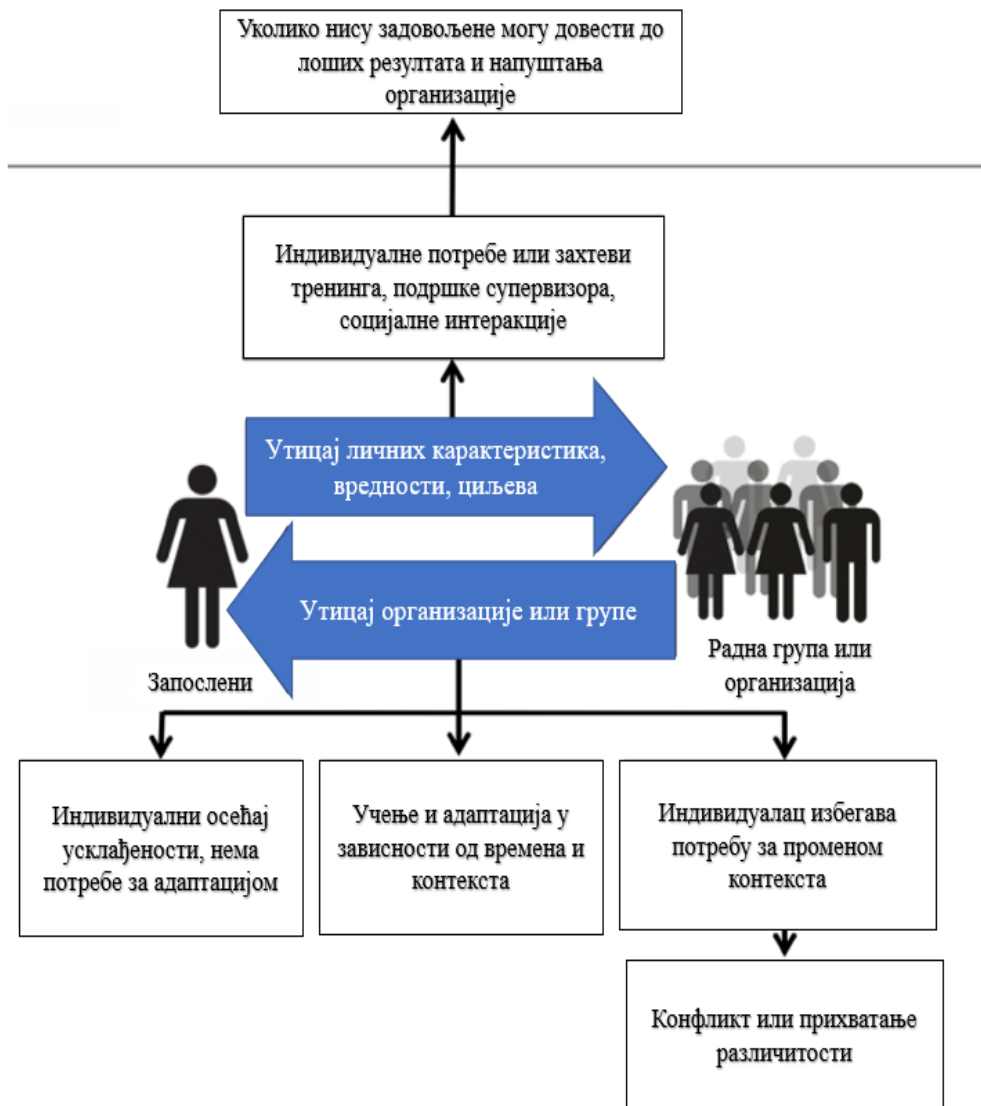 Уколико нису задовољене могу довести до
лоших резултата и напуштања
организације
Индивидуалне потребе или захтеви
тренинга, подршке супервизора,
социјалне интеракције
Утицај личних карактеристика,
вредности, циљева
Утицај организације или групе
Запослени
Радна група или
организација
Индивидуални осећај
усклађености, нема
потребе за адаптацијом
Учење и адаптација у
зависности од времена и
контекста
Индивидуалац избегава
потребу за променом
контекста
Конфликт или прихватање
различитости